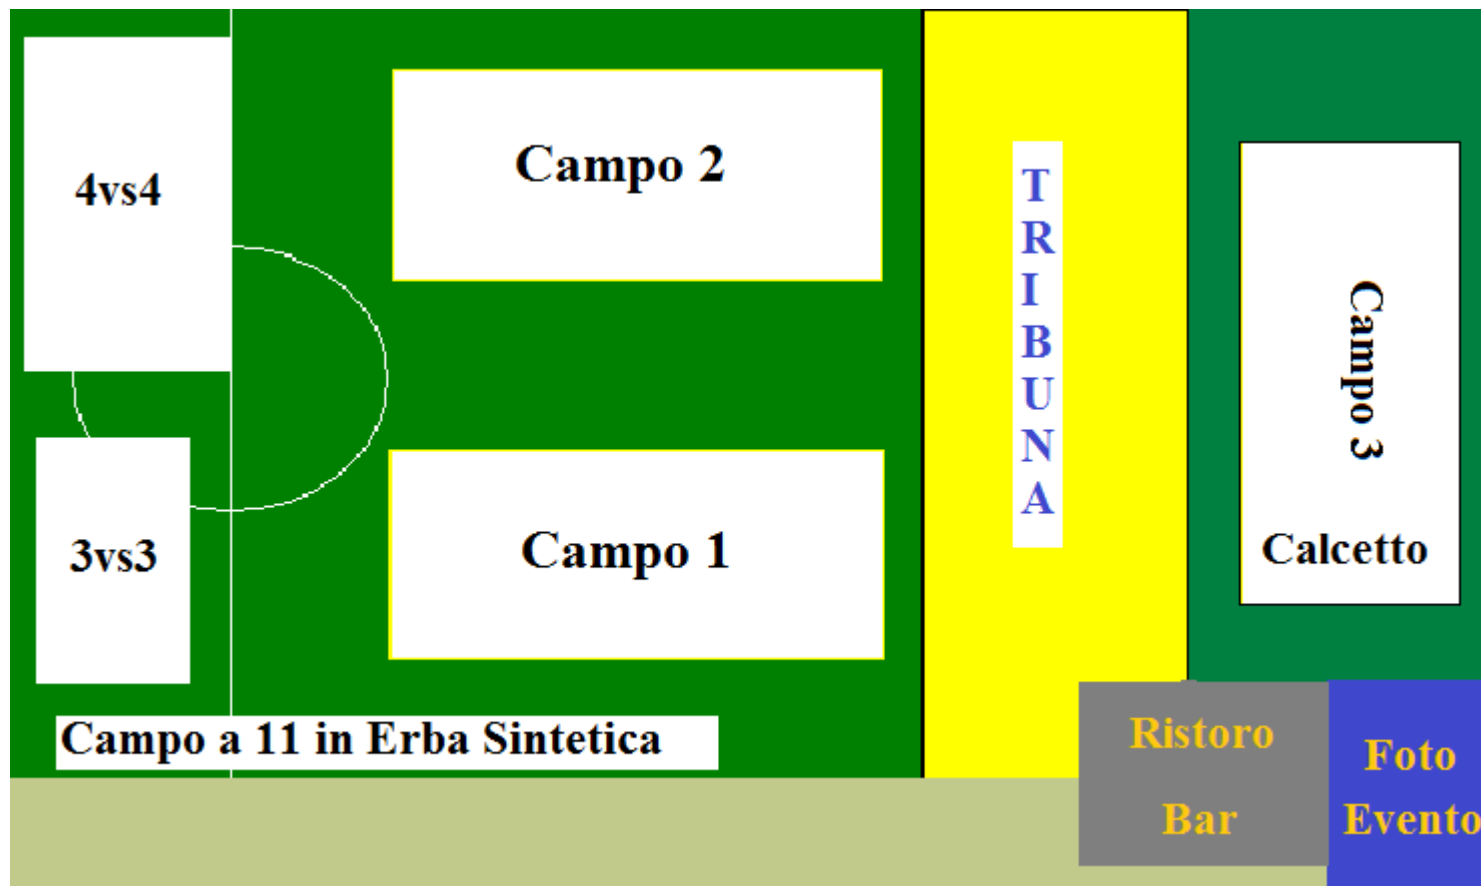 4vs4
Campo 2
3vs3
Campo 1
Campo a 11 in Erba Sintetica
TRIBUNA
Campo 3
Calcetto
Ristoro
Bar
Foto
Evento